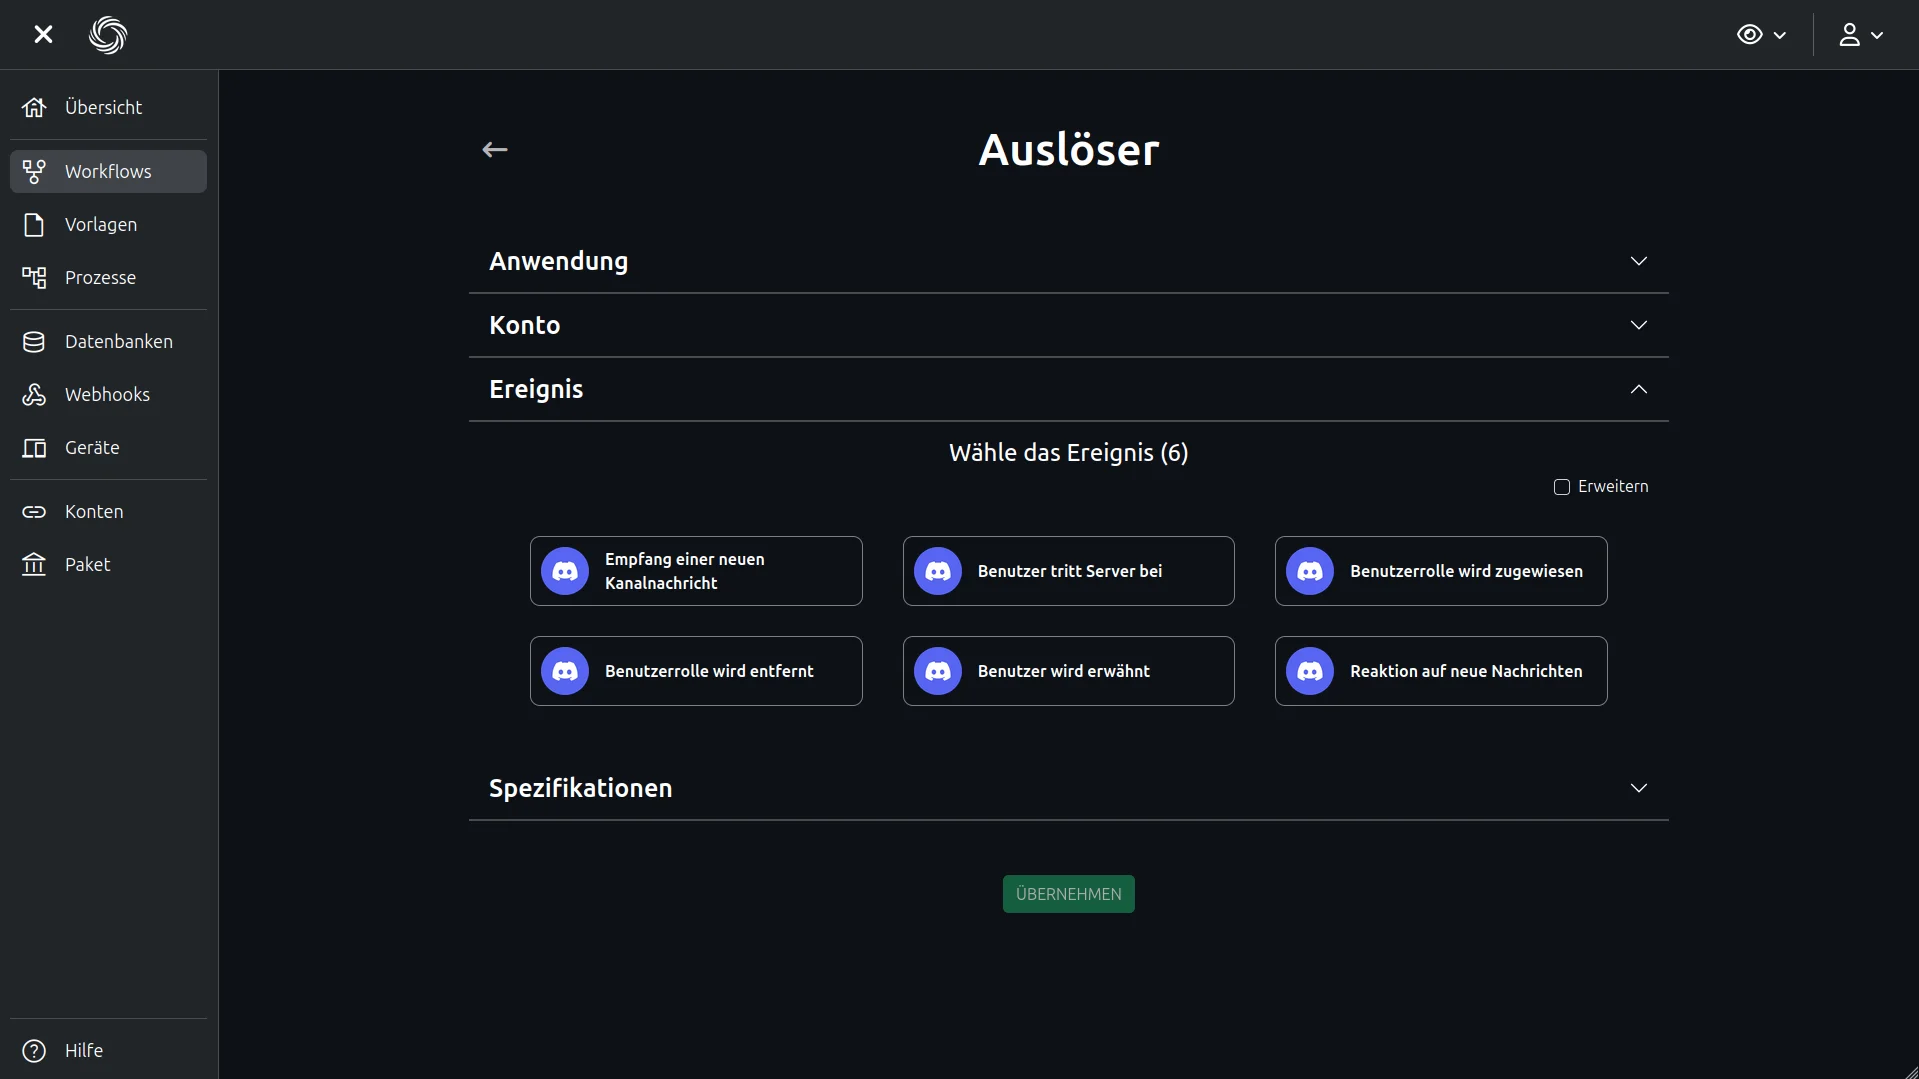 Übersicht
Workflows
Vorlagen
Prozesse
Datenbanken
Webhooks
Geräte
Konten
Paket
Hilfe
Auslöser
Anwendung
Konto
Ereignis
Wähle das Ereignis (6)
Erweitern
Empfang einer neuen
Kanalnachricht
Benutzer tritt Server bei
Benutzerrolle wird zugewiesen
Benutzerrolle wird entfernt
Benutzer wird erwähnt
Reaktion auf neue Nachrichten
Spezifikationen
ÜBERNEHMEN